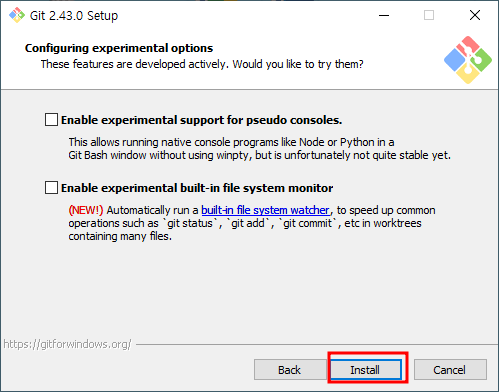 Git 2.43.0 Setup
Configuring experimental options
These features are developed actively. Would you like to try them?
Enable experimental support for pseudo consoles.
This allows running native console programs like Node or Python in a
Git Bash window without using winpty, but is unfortunately not quite stable yet.
Enable experimental built-in file system monitor
(NEW!) Automatically run a built-in file system watcher, to speed up common
operations such as `git status`, `git add`, `git commit`, etc in worktrees
containing many files.
https://gitforwindows.org/
Back Install Cancel